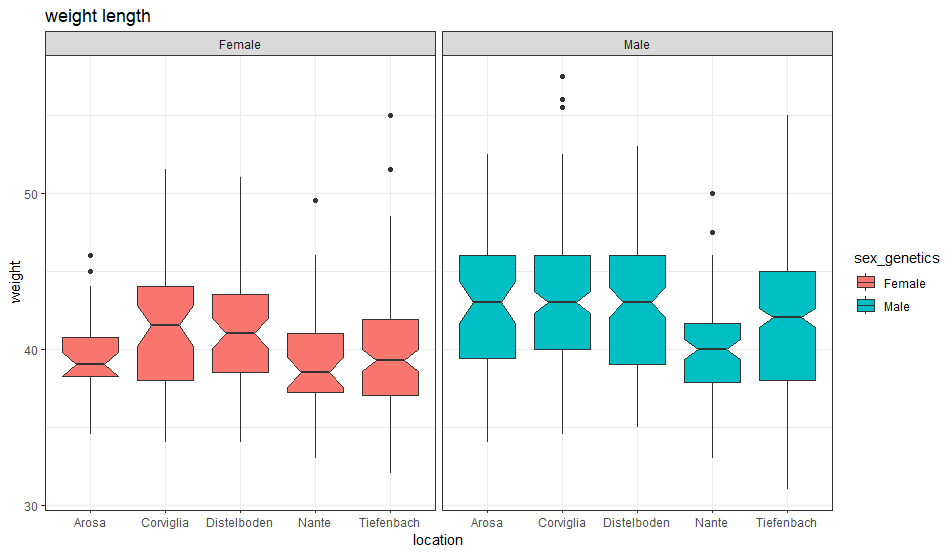 weight length
Female
Male
50
40
30
weight
Arosa
Corviglia
Distelboden
Nante
Tiefenbach
Arosa
Corviglia
Distelboden
Nante
Tiefenbach
location
sex_genetics
Female
Male